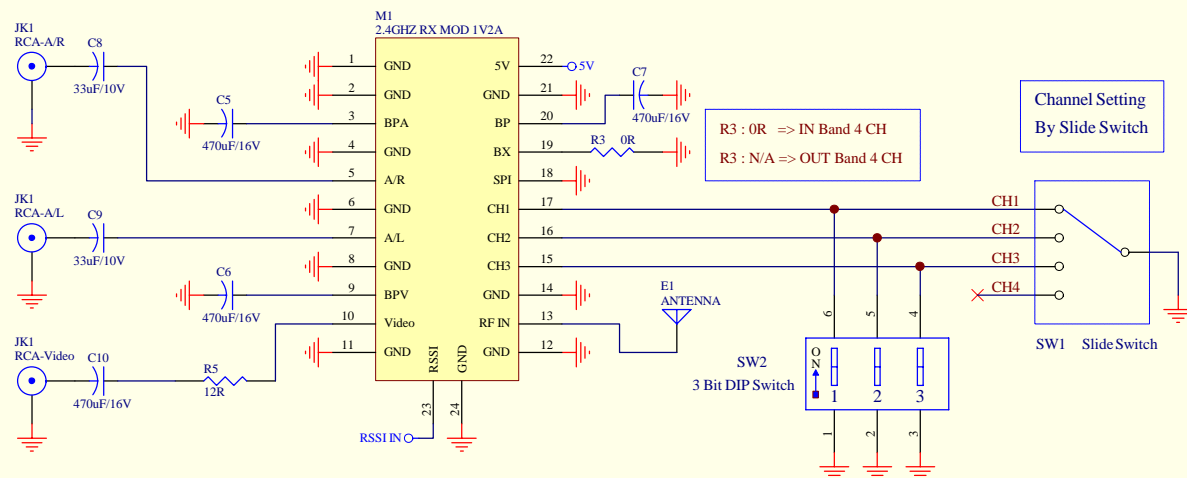 JK1
RCA-A/R
C8
33uF/10V
C5
470uF/16V
JK1
RCA-A/L
C9
33uF/10V
C6
470uF/16V
JK1
RCA-Video
C10
470uF/16V
R5
12R
M1
2.4GHZ RX MOD 1V2A
1 GND
2 GND
3 BPA
4 GND
5 A/R
6 GND
7 A/L
8 GND
9 BPV
10 Video
11 GND
5V 22
GND 21
BP 20
BX 19
SPI 18
CH1 17
CH2 16
CH3 15
GND 14
RF IN 13
GND 12
RSSI
GND
23
24
RSSI IN
5V
C7
470uF/16V
R3 0R
E1
ANTENNA
R3 : 0R => IN Band 4 CH
R3 : N/A => OUT Band 4 CH
Channel Setting
By Slide Switch
CH1
CH2
CH3
CH4
SW1 Slide Switch
6
5
4
SW2
3 Bit DIP Switch
ON
1 2 3
1
2
3